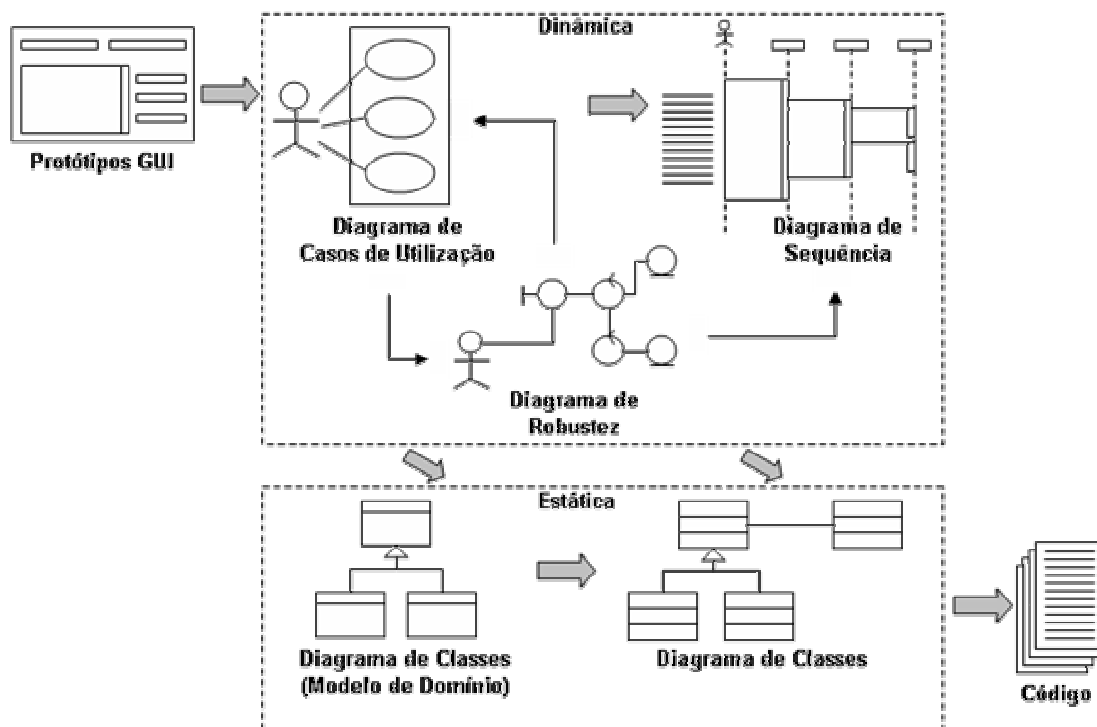 Dinâmica
Protótipos GUI
Diagrama de
Casos de Utilização
Diagrama de
Sequência
Diagrama de
Robustez
Estática
Diagrama de Classes
(Modelo de Domínio)
Diagrama de Classes
Código